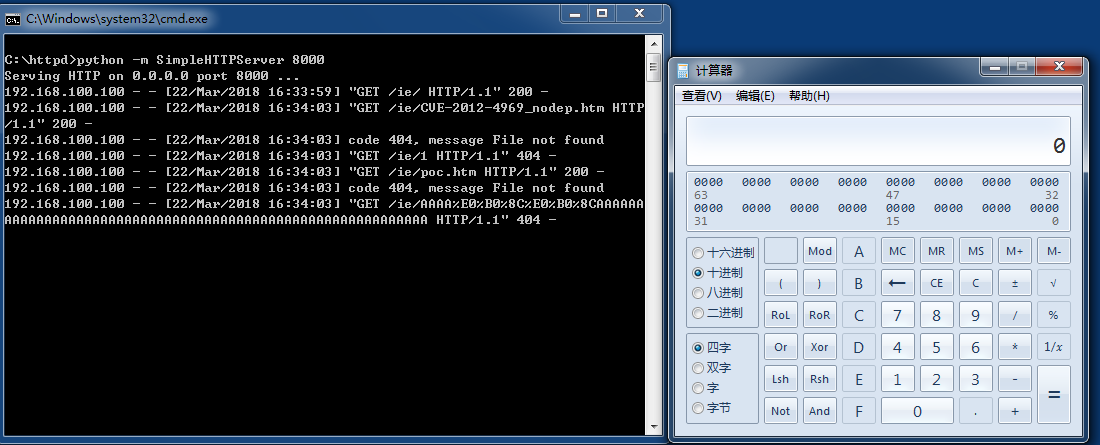 C:\Windows\system32\cmd.exe
C:\httpd>python -m SimpleHTTPServer 8000
Serving HTTP on 0.0.0.0 port 8000 ...
192.168.100.100 - - [22/Mar/2018 16:33:59] "GET /ie/ HTTP/1.1" 200 -
192.168.100.100 - - [22/Mar/2018 16:34:03] "GET /ie/CVE-2012-4969_nodep.htm HTTP
/1.1" 200 -
192.168.100.100 - - [22/Mar/2018 16:34:03] code 404, message File not found
192.168.100.100 - - [22/Mar/2018 16:34:03] "GET /ie/1 HTTP/1.1" 404 -
192.168.100.100 - - [22/Mar/2018 16:34:03] "GET /ie/poc.htm HTTP/1.1" 200 -
192.168.100.100 - - [22/Mar/2018 16:34:03] code 404, message File not found
192.168.100.100 - - [22/Mar/2018 16:34:03] "GET /ie/AAAA%E0%B0%8C%E0%B0%8CAAAAAA
AAAAAAAAAAAAAAAAAAAAAAAAAAAAAAAAAAAAAAAAAAAAAAAAAAAAA HTTP/1.1" 404 -
计算器
查看(V) 编辑(E) 帮助(H)
0
0000 0000 0000 0000 0000 0000 0000 0000
63 47 32
0000 0000 0000 0000 0000 0000 0000 0000
31 15 0
十六进制 Mod A MC MR MS M+ M-
十进制 ( ) B ← CE C ± √
八进制
二进制 RoL RoR C 7 8 9 / %
四字 Or Xor D 4 5 6 * 1/x
双字
字 Lsh Rsh E 1 2 3 - =
字节 Not And F 0 . +